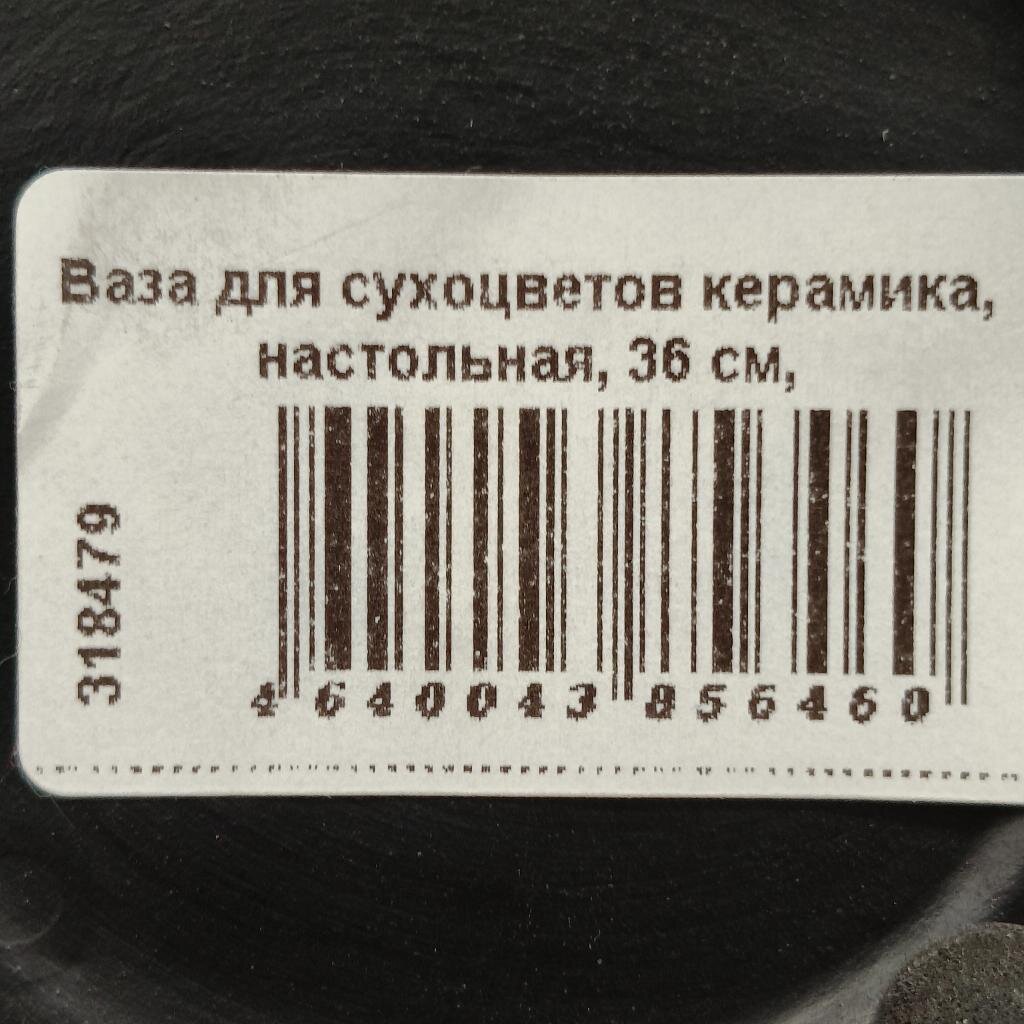 Ваза для сухоцветов керамика,
настольная, 36 см,
318479
4 640043 856460